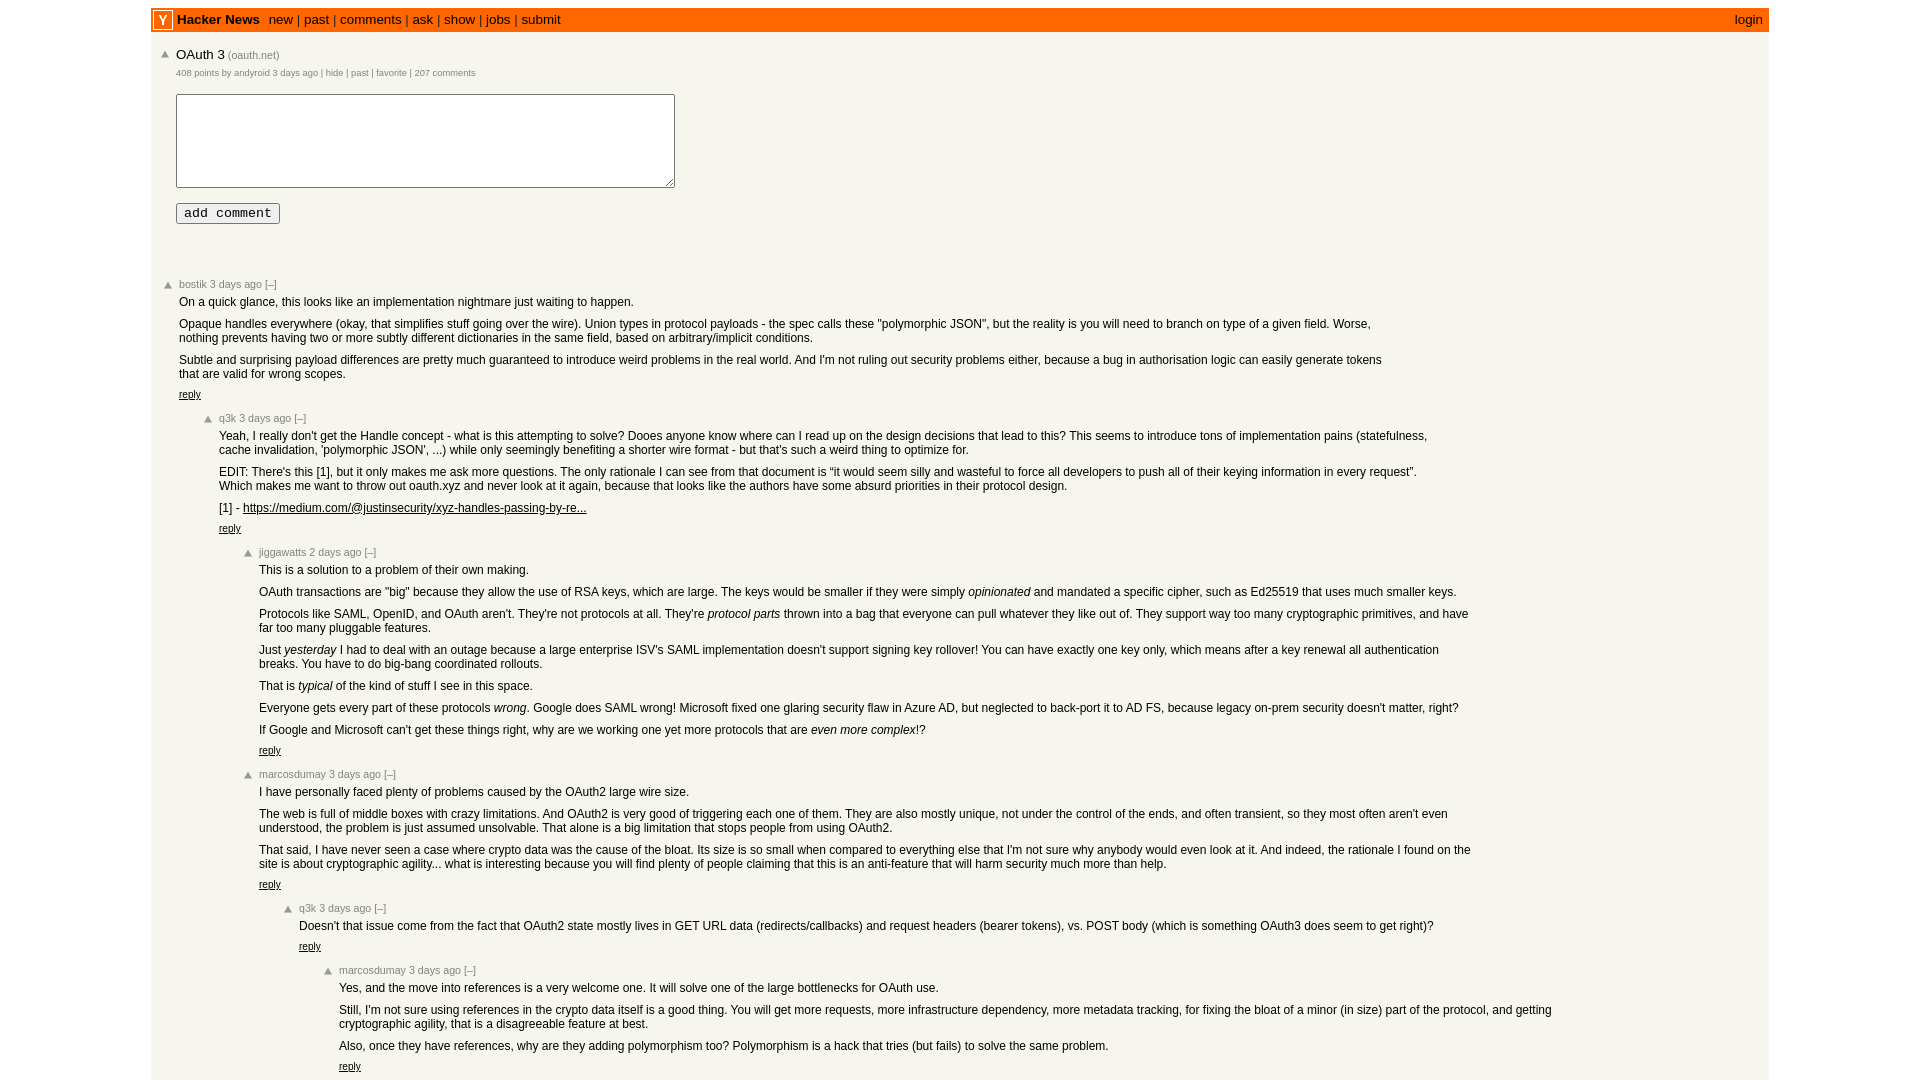 Y Hacker News new | past | comments | ask | show | jobs | submit login
OAuth 3 (oauth.net)
408 points by andyroid 3 days ago | hide | past | favorite | 207 comments
add comment
bostik 3 days ago [–]
On a quick glance, this looks like an implementation nightmare just waiting to happen.
Opaque handles everywhere (okay, that simplifies stuff going over the wire). Union types in protocol payloads - the spec calls these "polymorphic JSON", but the reality is you will need to branch on type of a given field. Worse,
nothing prevents having two or more subtly different dictionaries in the same field, based on arbitrary/implicit conditions.
Subtle and surprising payload differences are pretty much guaranteed to introduce weird problems in the real world. And I'm not ruling out security problems either, because a bug in authorisation logic can easily generate tokens
that are valid for wrong scopes.
reply
q3k 3 days ago [–]
Yeah, I really don't get the Handle concept - what is this attempting to solve? Dooes anyone know where can I read up on the design decisions that lead to this? This seems to introduce tons of implementation pains (statefulness,
cache invalidation, 'polymorphic JSON', ...) while only seemingly benefiting a shorter wire format - but that's such a weird thing to optimize for.
EDIT: There's this [1], but it only makes me ask more questions. The only rationale I can see from that document is “it would seem silly and wasteful to force all developers to push all of their keying information in every request”.
Which makes me want to throw out oauth.xyz and never look at it again, because that looks like the authors have some absurd priorities in their protocol design.
[1] - https://medium.com/@justinsecurity/xyz-handles-passing-by-re...
reply
jiggawatts 2 days ago [–]
This is a solution to a problem of their own making.
OAuth transactions are "big" because they allow the use of RSA keys, which are large. The keys would be smaller if they were simply opinionated and mandated a specific cipher, such as Ed25519 that uses much smaller keys.
Protocols like SAML, OpenID, and OAuth aren't. They're not protocols at all. They're protocol parts thrown into a bag that everyone can pull whatever they like out of. They support way too many cryptographic primitives, and have
far too many pluggable features.
Just yesterday I had to deal with an outage because a large enterprise ISV's SAML implementation doesn't support signing key rollover! You can have exactly one key only, which means after a key renewal all authentication
breaks. You have to do big-bang coordinated rollouts.
That is typical of the kind of stuff I see in this space.
Everyone gets every part of these protocols wrong. Google does SAML wrong! Microsoft fixed one glaring security flaw in Azure AD, but neglected to back-port it to AD FS, because legacy on-prem security doesn't matter, right?
If Google and Microsoft can't get these things right, why are we working one yet more protocols that are even more complex!?
reply
marcosdumay 3 days ago [–]
I have personally faced plenty of problems caused by the OAuth2 large wire size.
The web is full of middle boxes with crazy limitations. And OAuth2 is very good of triggering each one of them. They are also mostly unique, not under the control of the ends, and often transient, so they most often aren't even
understood, the problem is just assumed unsolvable. That alone is a big limitation that stops people from using OAuth2.
That said, I have never seen a case where crypto data was the cause of the bloat. Its size is so small when compared to everything else that I'm not sure why anybody would even look at it. And indeed, the rationale I found on the
site is about cryptographic agility... what is interesting because you will find plenty of people claiming that this is an anti-feature that will harm security much more than help.
reply
q3k 3 days ago [–]
Doesn't that issue come from the fact that OAuth2 state mostly lives in GET URL data (redirects/callbacks) and request headers (bearer tokens), vs. POST body (which is something OAuth3 does seem to get right)?
reply
marcosdumay 3 days ago [–]
Yes, and the move into references is a very welcome one. It will solve one of the large bottlenecks for OAuth use.
Still, I'm not sure using references in the crypto data itself is a good thing. You will get more requests, more infrastructure dependency, more metadata tracking, for fixing the bloat of a minor (in size) part of the protocol, and getting
cryptographic agility, that is a disagreeable feature at best.
Also, once they have references, why are they adding polymorphism too? Polymorphism is a hack that tries (but fails) to solve the same problem.
reply